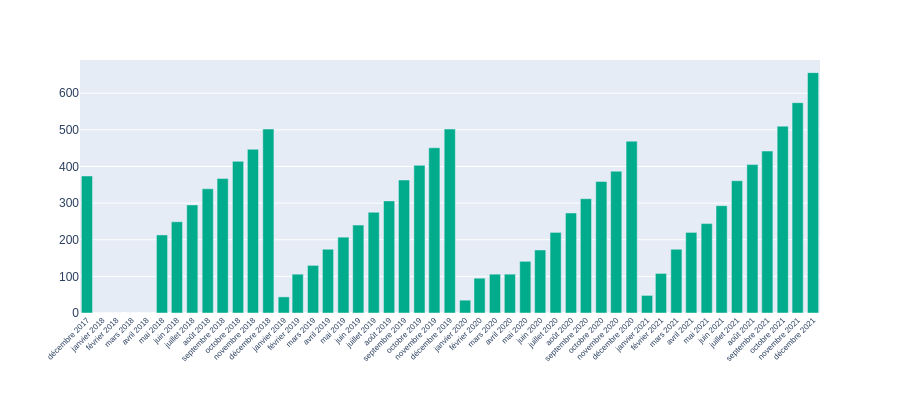 600
500
400
300
200
100
0
décembre 2017
janvier 2018
février 2018
mars 2018
avril 2018
mai 2018
juin 2018
juillet 2018
août 2018
septembre 2018
octobre 2018
novembre 2018
décembre 2018
janvier 2019
février 2019
mars 2019
avril 2019
mai 2019
juin 2019
juillet 2019
août 2019
septembre 2019
octobre 2019
novembre 2019
décembre 2019
janvier 2020
février 2020
mars 2020
avril 2020
mai 2020
juin 2020
juillet 2020
août 2020
septembre 2020
octobre 2020
novembre 2020
décembre 2020
janvier 2021
février 2021
mars 2021
avril 2021
mai 2021
juin 2021
juillet 2021
août 2021
septembre 2021
octobre 2021
novembre 2021
décembre 2021